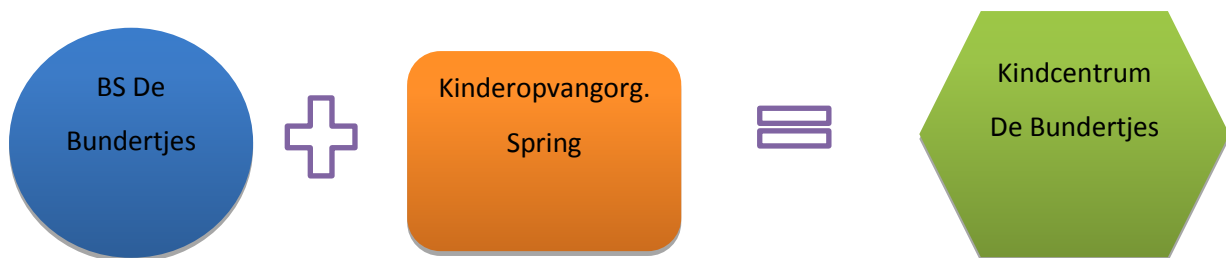 BS De
Bundertjes
Kinderopvangorg.
Spring
Kindcentrum
De Bundertjes